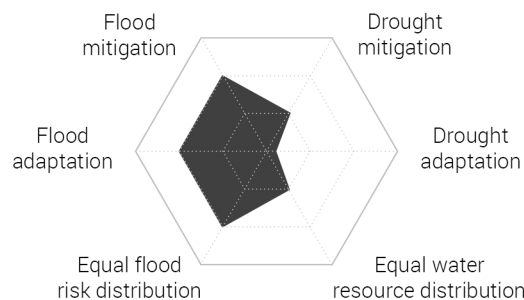 Flood
mitigation
Drought
mitigation
Flood
adaptation
Drought
adaptation
Equal flood
risk distribution
Equal water
resource distribution